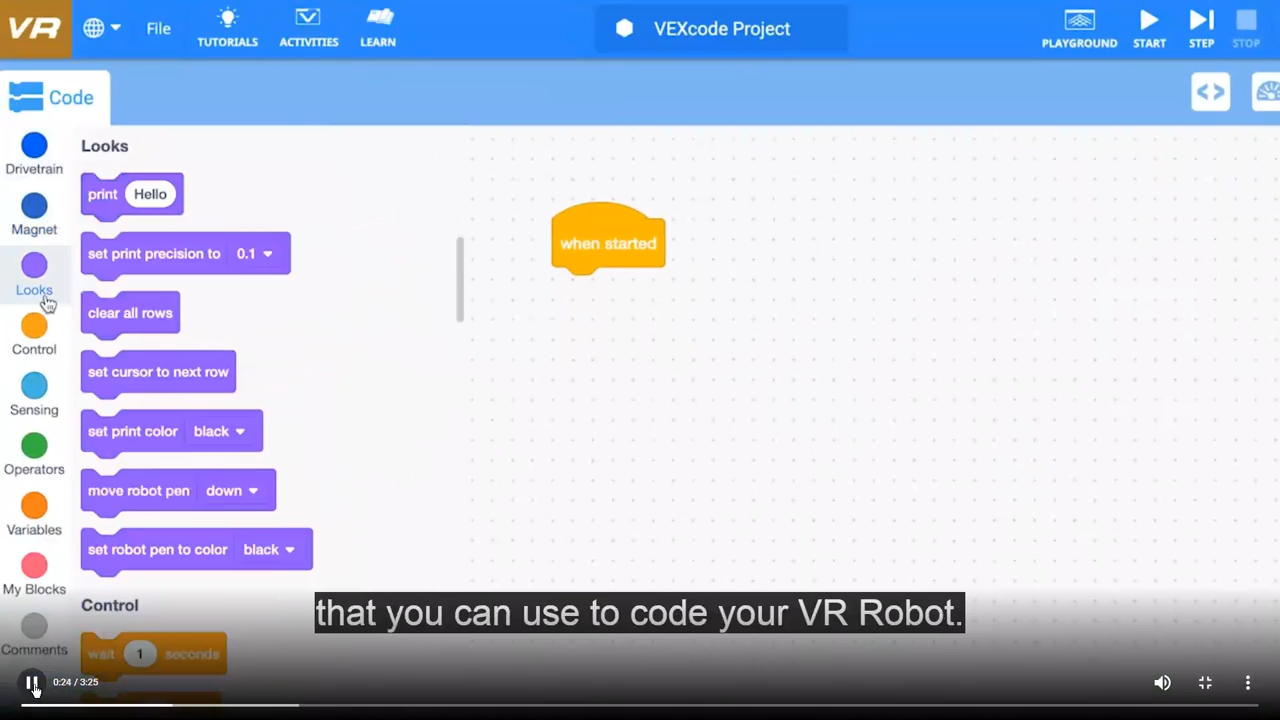 VR
File
TUTORIALS
ACTIVITIES
LEARN
VEXcode Project
PLAYGROUND
START
STEP
STOP
Code
Drivetrain
Magnet
Looks
Control
Sensing
Operators
Variables
My Blocks
Comments
Looks
print Hello
set print precision to 0.1
clear all rows
set cursor to next row
set print color black
move robot pen down
set robot pen to color black
Control
wait 1 seconds
when started
that you can use to code your VR Robot.
0:24 / 3:25